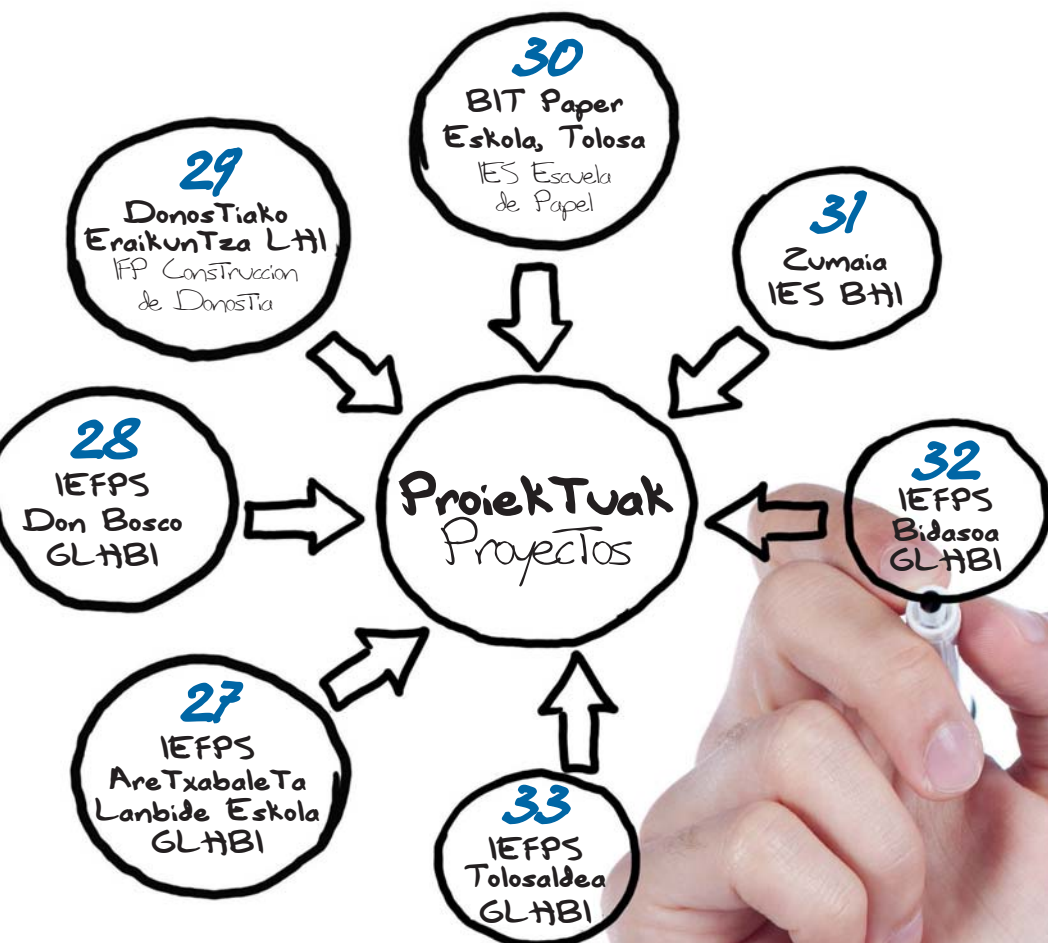 30
BIT Paper
Eskola, Tolosa
IES Escuela
de Papel
29
Donostiako
Eraikuntza LHI
IFP Construccion
de Donostia
31
Zumaia
IES BHI
28
IEFPS
Don Bosco
GLHBI
Proiektuak
Proyectos
32
IEFPS
Bidasoa
GLHBI
27
IEFPS
Aretxabaleta
Lanbide Eskola
GLHBI
33
IEFPS
Tolosaldea
GLHBI